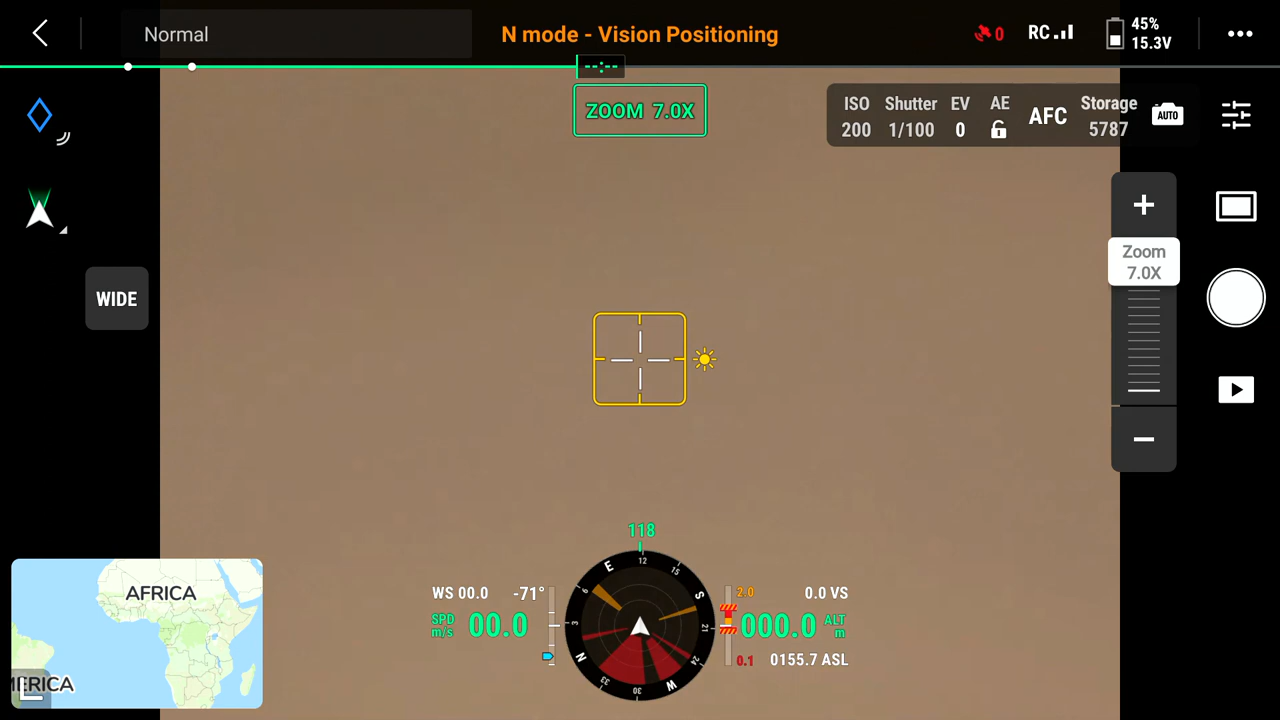 Normal
N mode - Vision Positioning
0
RC
45%
15.3V
--:--
ZOOM 7.0X
ISO Shutter EV AE AFC Storage
200 1/100 0 5787
AUTO
+
Zoom
7.0X
WIDE
−
118
E 12 15 S 21 24 W 30 33 N 3 6
WS 00.0 -71°
SPD
m/s
00.0
2.0 0.0 VS
000.0
ALT
m
0.1 0155.7 ASL
AFRICA
MERICA